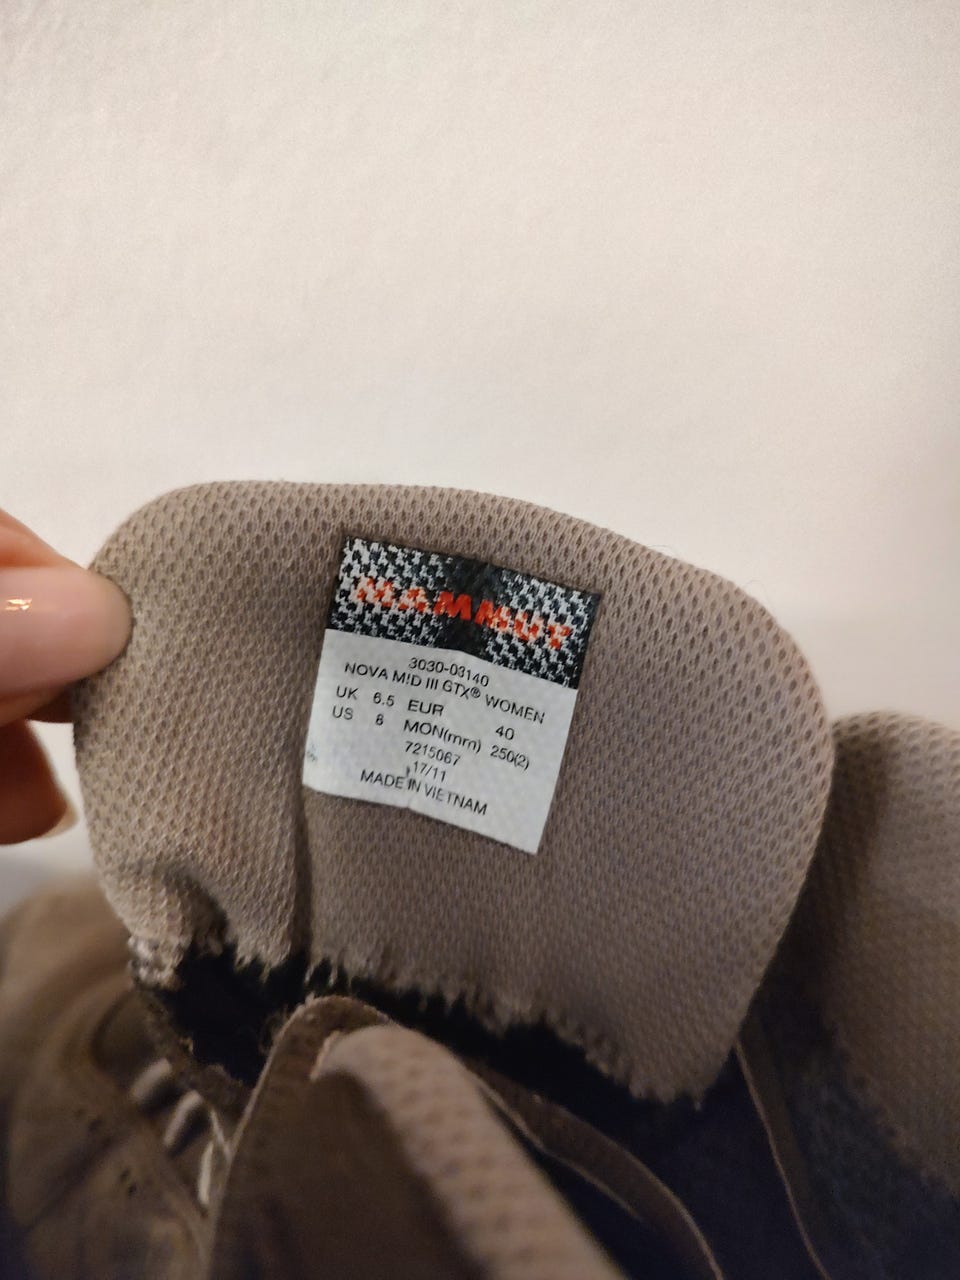 MAMMUT
3030-03140
NOVA MID III GTX® WOMEN
UK 6.5 EUR 40
US 8 MON(mm) 250(2)
7215067
17/11
MADE IN VIETNAM